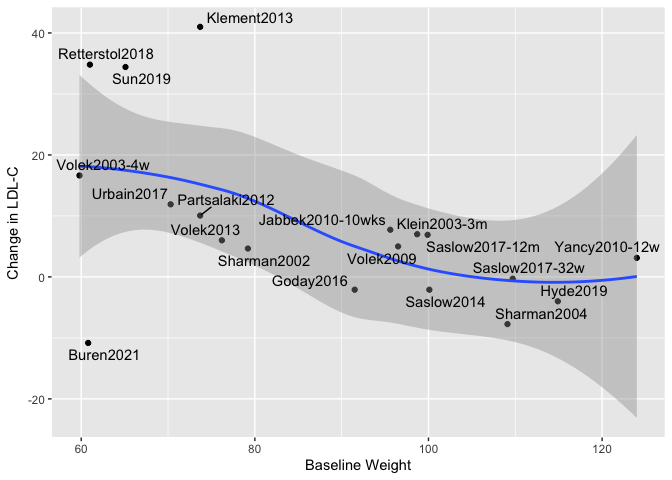 Klement2013
Retterstol2018
Sun2019
Volek2003-4w
Urbain2017
Partsalaki2012
Volek2013
Sharman2002
Jabbek2010-10wks
Klein2003-3m
Saslow2017-12m
Volek2009
Yancy2010-12w
Saslow2017-32w
Goday2016
Hyde2019
Saslow2014
Sharman2004
Buren2021
40
20
0
-20
Change in LDL-C
60
80
100
120
Baseline Weight